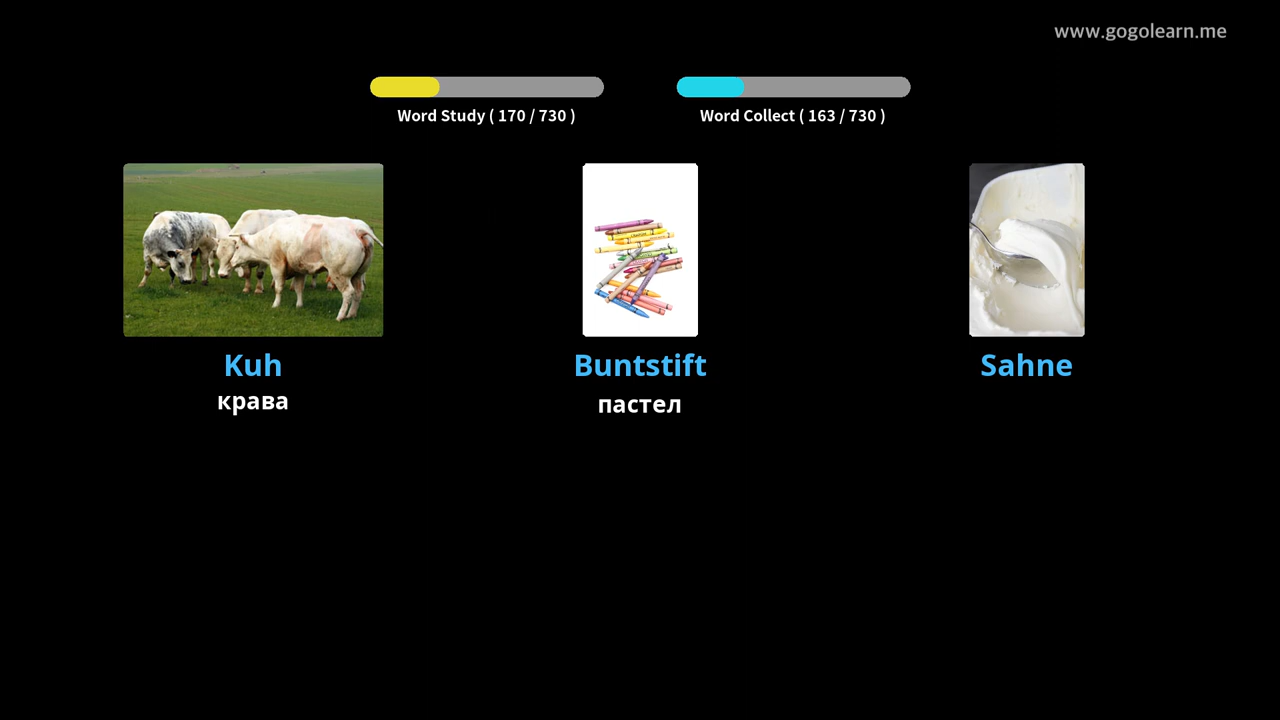 www.gogolearn.me
Word Study ( 170 / 730 )
Word Collect ( 163 / 730 )
Kuh
Buntstift
Sahne
крава
пастел